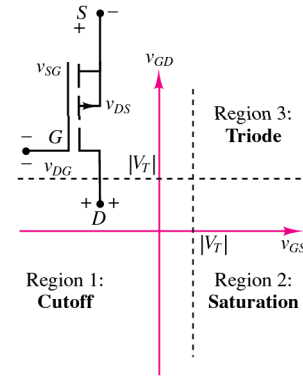 S –
+
v_SG
v_GD
v_DS
Region 3:
Triode
–
G
–
v_DG
|V_T|
+ +
D
|V_T|
v_GS
Region 1:
Cutoff
Region 2:
Saturation